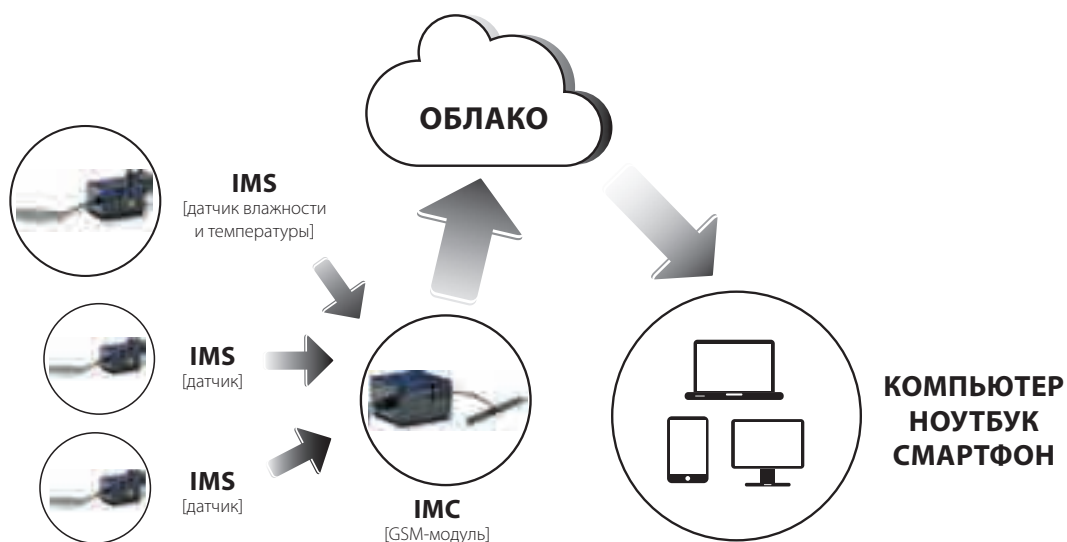 ОБЛАКО
IMS
[датчик влажности
и температуры]
IMS
[датчик]
IMS
[датчик]
IMC
[GSM-модуль]
КОМПЬЮТЕР
НОУТБУК
СМАРТФОН